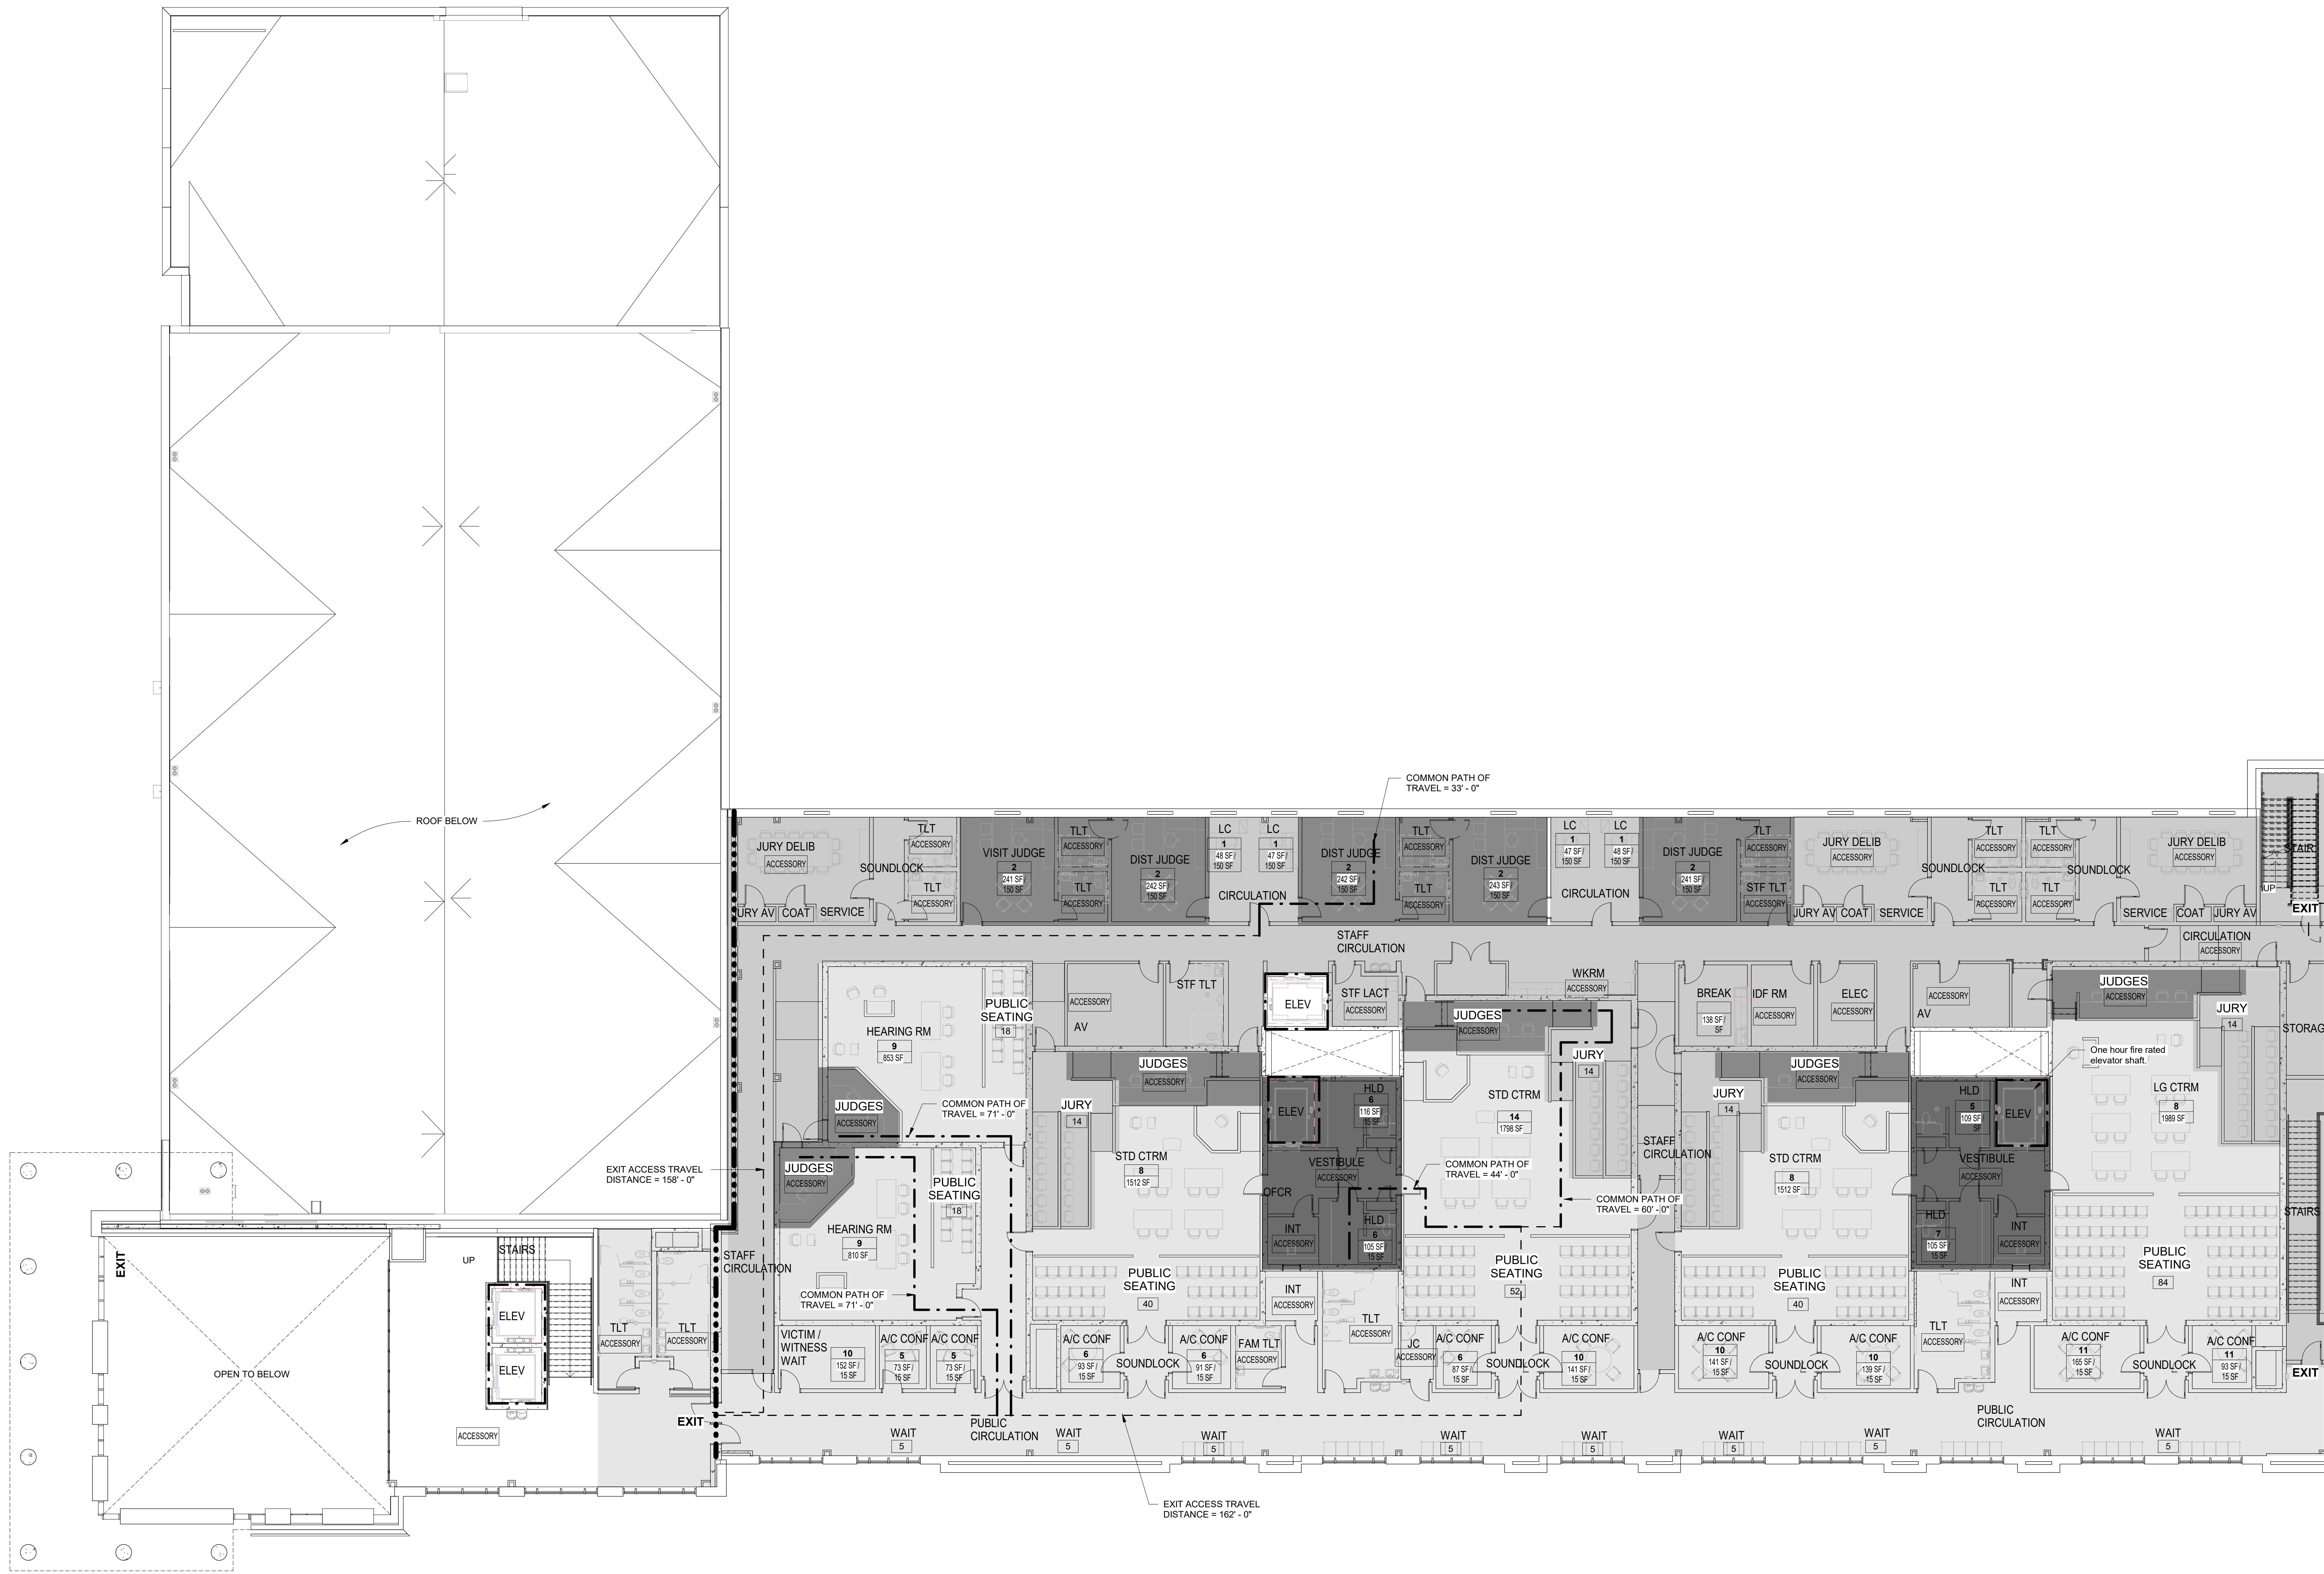 COMMON PATH OF
TRAVEL = 33' - 0"
ROOF BELOW
JURY DELIB
ACCESSORY
SOUNDLOCK
TLT
ACCESSORY
TLT
ACCESSORY
URY AV
COAT
SERVICE
VISIT JUDGE
2
241 SF/
150 SF
TLT
ACCESSORY
TLT
ACCESSORY
DIST JUDGE
2
242 SF/
150 SF
LC
1
48 SF/
150 SF
LC
1
47 SF/
150 SF
CIRCULATION
DIST JUDGE
2
242 SF/
150 SF
TLT
ACCESSORY
TLT
ACCESSORY
DIST JUDGE
2
243 SF/
150 SF
LC
1
47 SF/
150 SF
LC
1
48 SF/
150 SF
CIRCULATION
DIST JUDGE
2
241 SF/
150 SF
TLT
ACCESSORY
STF TLT
ACCESSORY
JURY DELIB
ACCESSORY
JURY AV
COAT
SERVICE
SOUNDLOCK
TLT
ACCESSORY
TLT
ACCESSORY
TLT
ACCESSORY
TLT
ACCESSORY
SOUNDLOCK
JURY DELIB
ACCESSORY
SERVICE
COAT
JURY AV
STAIR
UP
EXIT
STAFF
CIRCULATION
CIRCULATION
ACCESSORY
HEARING RM
9
853 SF
PUBLIC
SEATING
18
JUDGES
ACCESSORY
ACCESSORY
AV
STF TLT
ELEV
STF LACT
ACCESSORY
JUDGES
ACCESSORY
WKRM
ACCESSORY
BREAK
138 SF/
SF
IDF RM
ACCESSORY
ELEC
ACCESSORY
ACCESSORY
AV
JUDGES
ACCESSORY
JURY
14
STORAG
One hour fire rated
elevator shaft.
COMMON PATH OF
TRAVEL = 71' - 0"
JUDGES
ACCESSORY
JURY
14
STD CTRM
8
1512 SF
ELEV
HLD
6
116 SF/
15 SF
VESTIBULE
ACCESSORY
OFCR
INT
ACCESSORY
HLD
6
105 SF/
15 SF
STD CTRM
14
1798 SF
JURY
14
COMMON PATH OF
TRAVEL = 44' - 0"
COMMON PATH OF
TRAVEL = 60' - 0"
STAFF
CIRCULATION
JUDGES
ACCESSORY
JURY
14
STD CTRM
8
1512 SF
HLD
5
109 SF/
SF
ELEV
VESTIBULE
ACCESSORY
HLD
7
105 SF/
15 SF
INT
ACCESSORY
LG CTRM
8
1989 SF
STAIRS
EXIT ACCESS TRAVEL
DISTANCE = 158' - 0"
JUDGES
ACCESSORY
PUBLIC
SEATING
18
HEARING RM
9
810 SF
COMMON PATH OF
TRAVEL = 71' - 0"
STAFF
CIRCULATION
PUBLIC
SEATING
40
INT
ACCESSORY
PUBLIC
SEATING
52
PUBLIC
SEATING
40
INT
ACCESSORY
PUBLIC
SEATING
84
EXIT
OPEN TO BELOW
UP
STAIRS
ELEV
ELEV
ACCESSORY
TLT
ACCESSORY
TLT
ACCESSORY
VICTIM /
WITNESS
WAIT
10
152 SF/
15 SF
A/C CONF
5
73 SF/
15 SF
A/C CONF
5
73 SF/
15 SF
A/C CONF
6
93 SF/
15 SF
SOUNDLOCK
A/C CONF
6
91 SF/
15 SF
FAM TLT
ACCESSORY
TLT
ACCESSORY
JC
ACCESSORY
A/C CONF
6
87 SF/
15 SF
SOUNDLOCK
A/C CONF
10
141 SF/
15 SF
A/C CONF
10
141 SF/
15 SF
SOUNDLOCK
A/C CONF
10
139 SF/
15 SF
TLT
ACCESSORY
A/C CONF
11
165 SF/
15 SF
SOUNDLOCK
A/C CONF
11
93 SF/
15 SF
EXIT
EXIT
PUBLIC
CIRCULATION
PUBLIC
CIRCULATION
WAIT
5
WAIT
5
WAIT
5
WAIT
5
WAIT
5
WAIT
5
WAIT
5
WAIT
5
EXIT ACCESS TRAVEL
DISTANCE = 162' - 0"